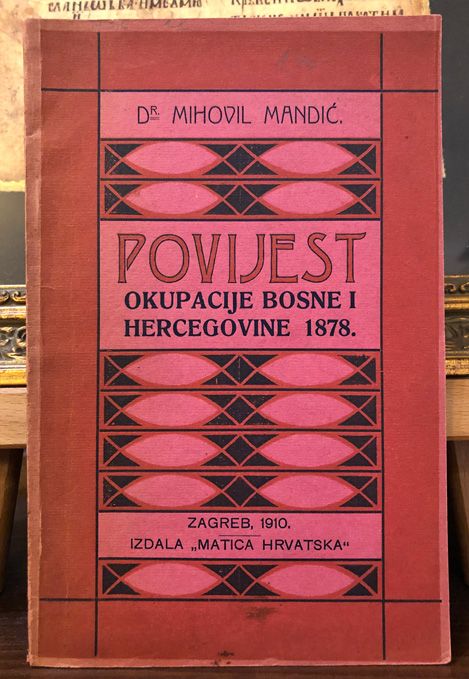 DR. MIHOVIL MANDIĆ.
POVIJEST
OKUPACIJE BOSNE I
HERCEGOVINE 1878.
ZAGREB, 1910.
IZDALA „MATICA HRVATSKA“